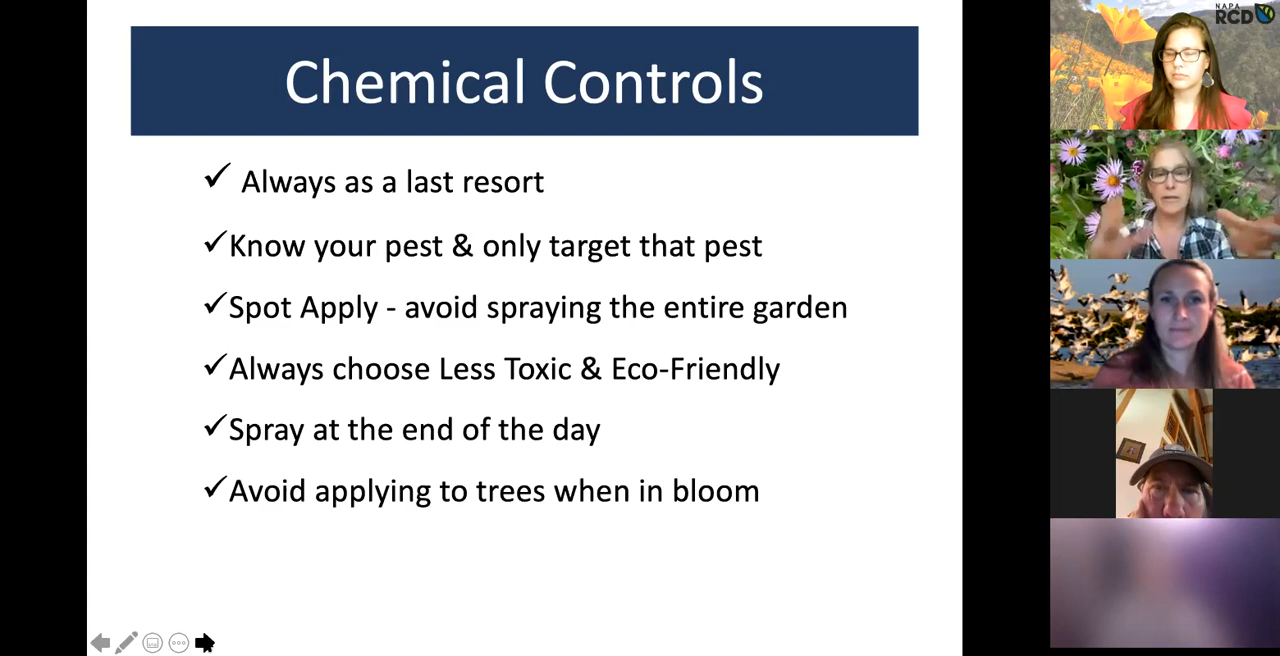 Chemical Controls
✓ Always as a last resort
✓Know your pest & only target that pest
✓Spot Apply - avoid spraying the entire garden
✓Always choose Less Toxic & Eco-Friendly
✓Spray at the end of the day
✓Avoid applying to trees when in bloom
NAPA
RCD